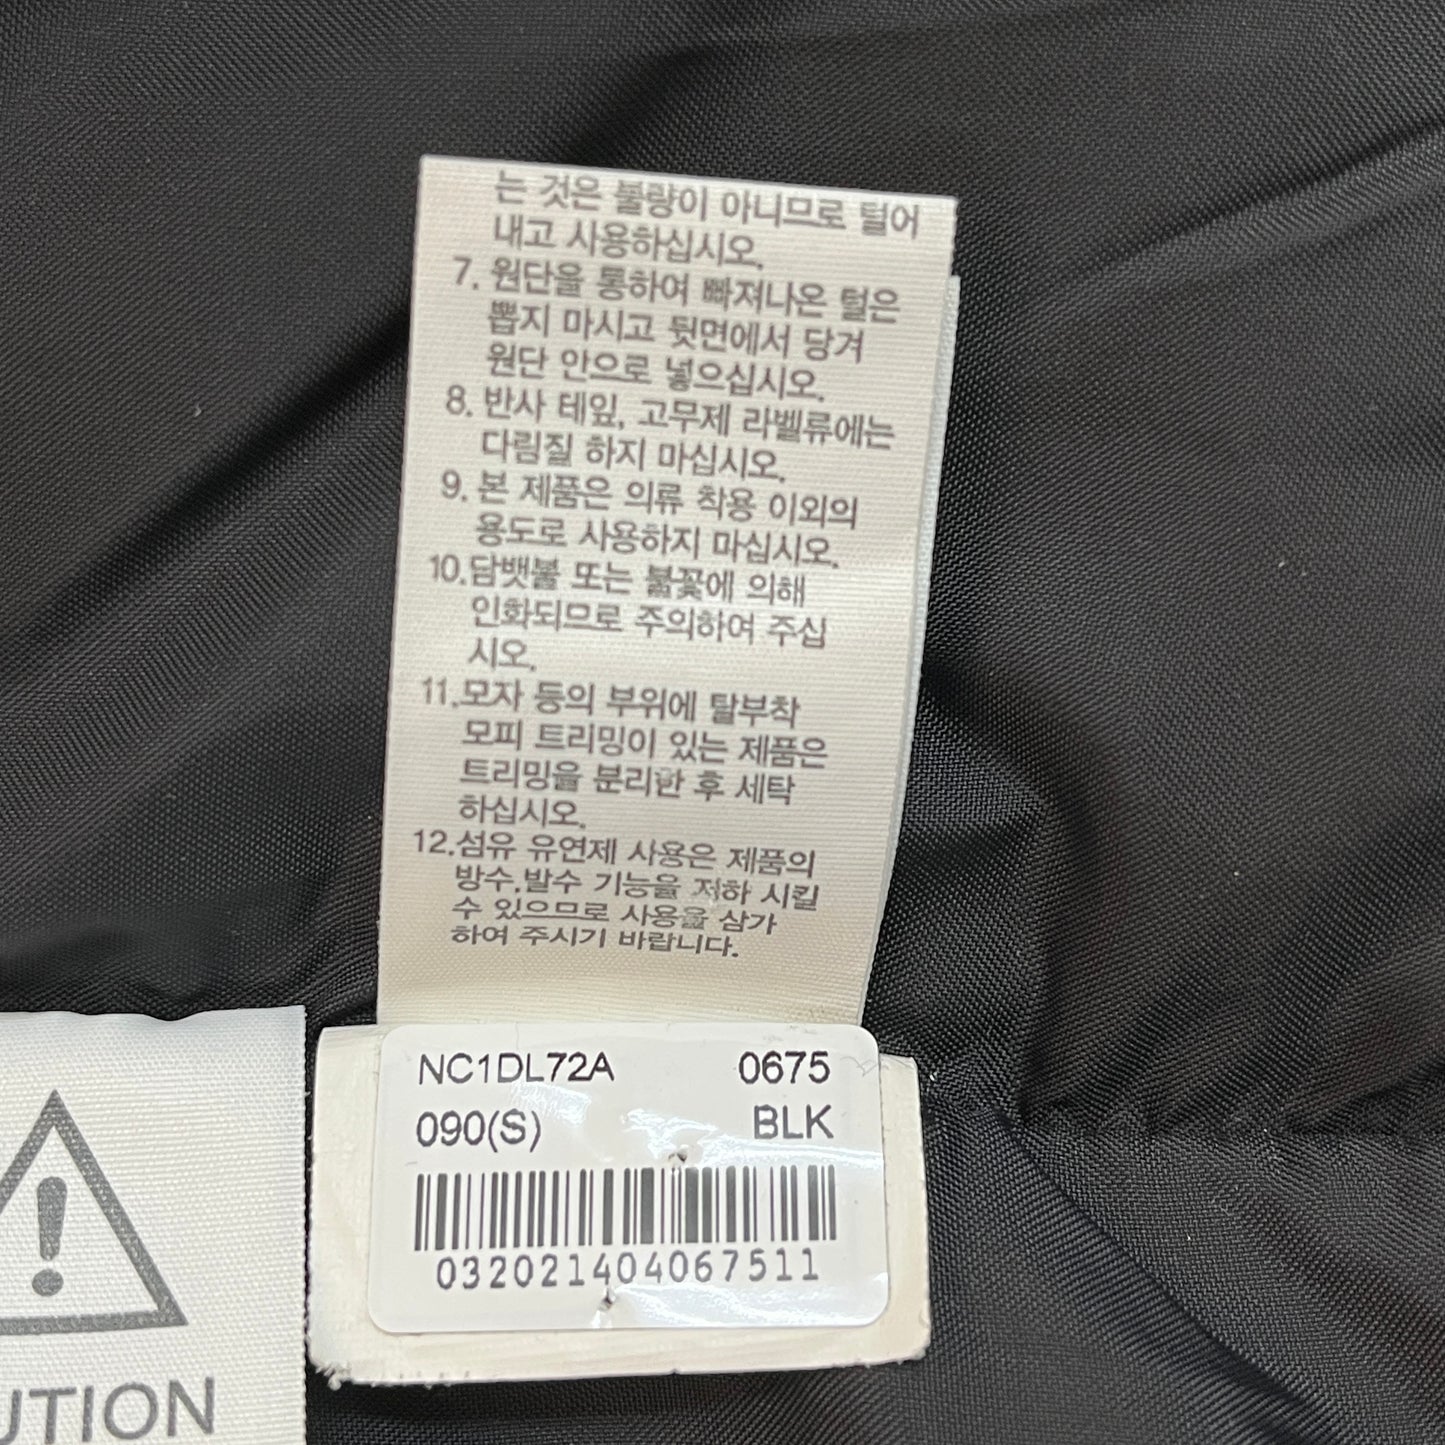 는 것은 불량이 아니므로 털어
내고 사용하십시오.
7. 원단을 통하여 빠져나온 털은
뽑지 마시고 뒷면에서 당겨
원단 안으로 넣으십시오.
8. 반사 테잎, 고무제 라벨류에는
다림질 하지 마십시오.
9. 본 제품은 의류 착용 이외의
용도로 사용하지 마십시오.
10.담뱃불 또는 불꽃에 의해
인화되므로 주의하여 주십
시오.
11.모자 등의 부위에 탈부착
모피 트리밍이 있는 제품은
트리밍을 분리한 후 세탁
하십시오.
12.섬유 유연제 사용은 제품의
방수.발수 기능을 저하 시킬
수 있으므로 사용을 삼가
하여 주시기 바랍니다.
NC1DL72A 0675
090(S) BLK
032021404067511
UTION